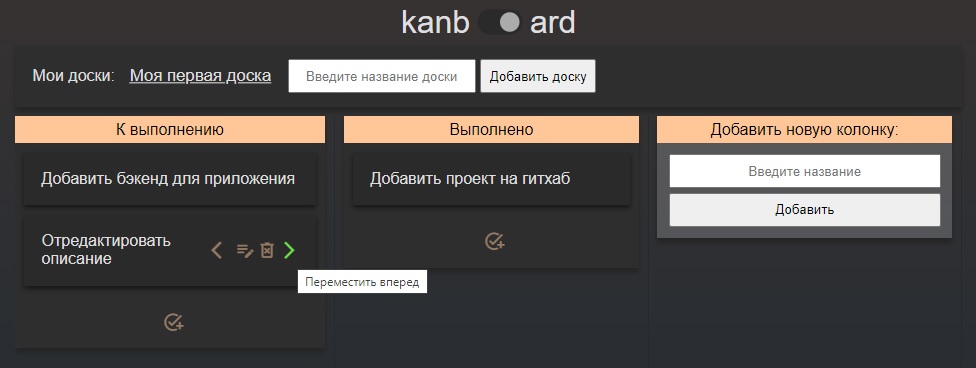 kanb ard
Мои доски: Моя первая доска Введите название доски Добавить доску
К выполнению
Добавить бэкенд для приложения
Отредактировать
описание
Переместить вперед
Выполнено
Добавить проект на гитхаб
Добавить новую колонку:
Введите название
Добавить